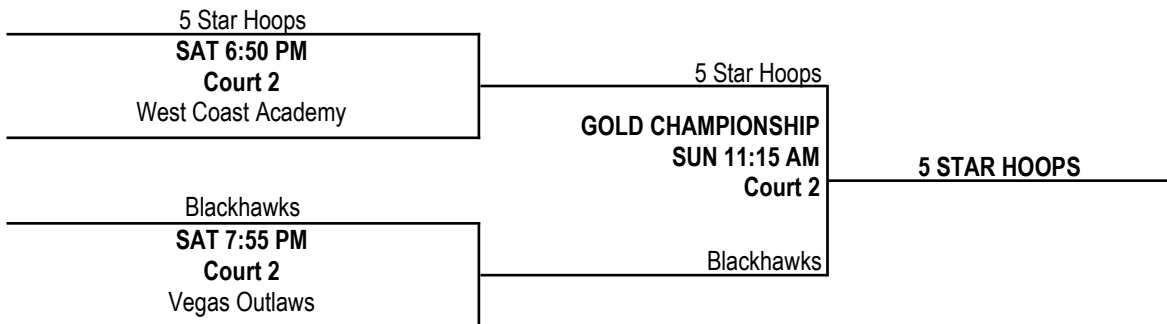 5 Star Hoops
SAT 6:50 PM
Court 2
West Coast Academy
5 Star Hoops
GOLD CHAMPIONSHIP
SUN 11:15 AM
Court 2
5 STAR HOOPS
Blackhawks
SAT 7:55 PM
Court 2
Vegas Outlaws
Blackhawks